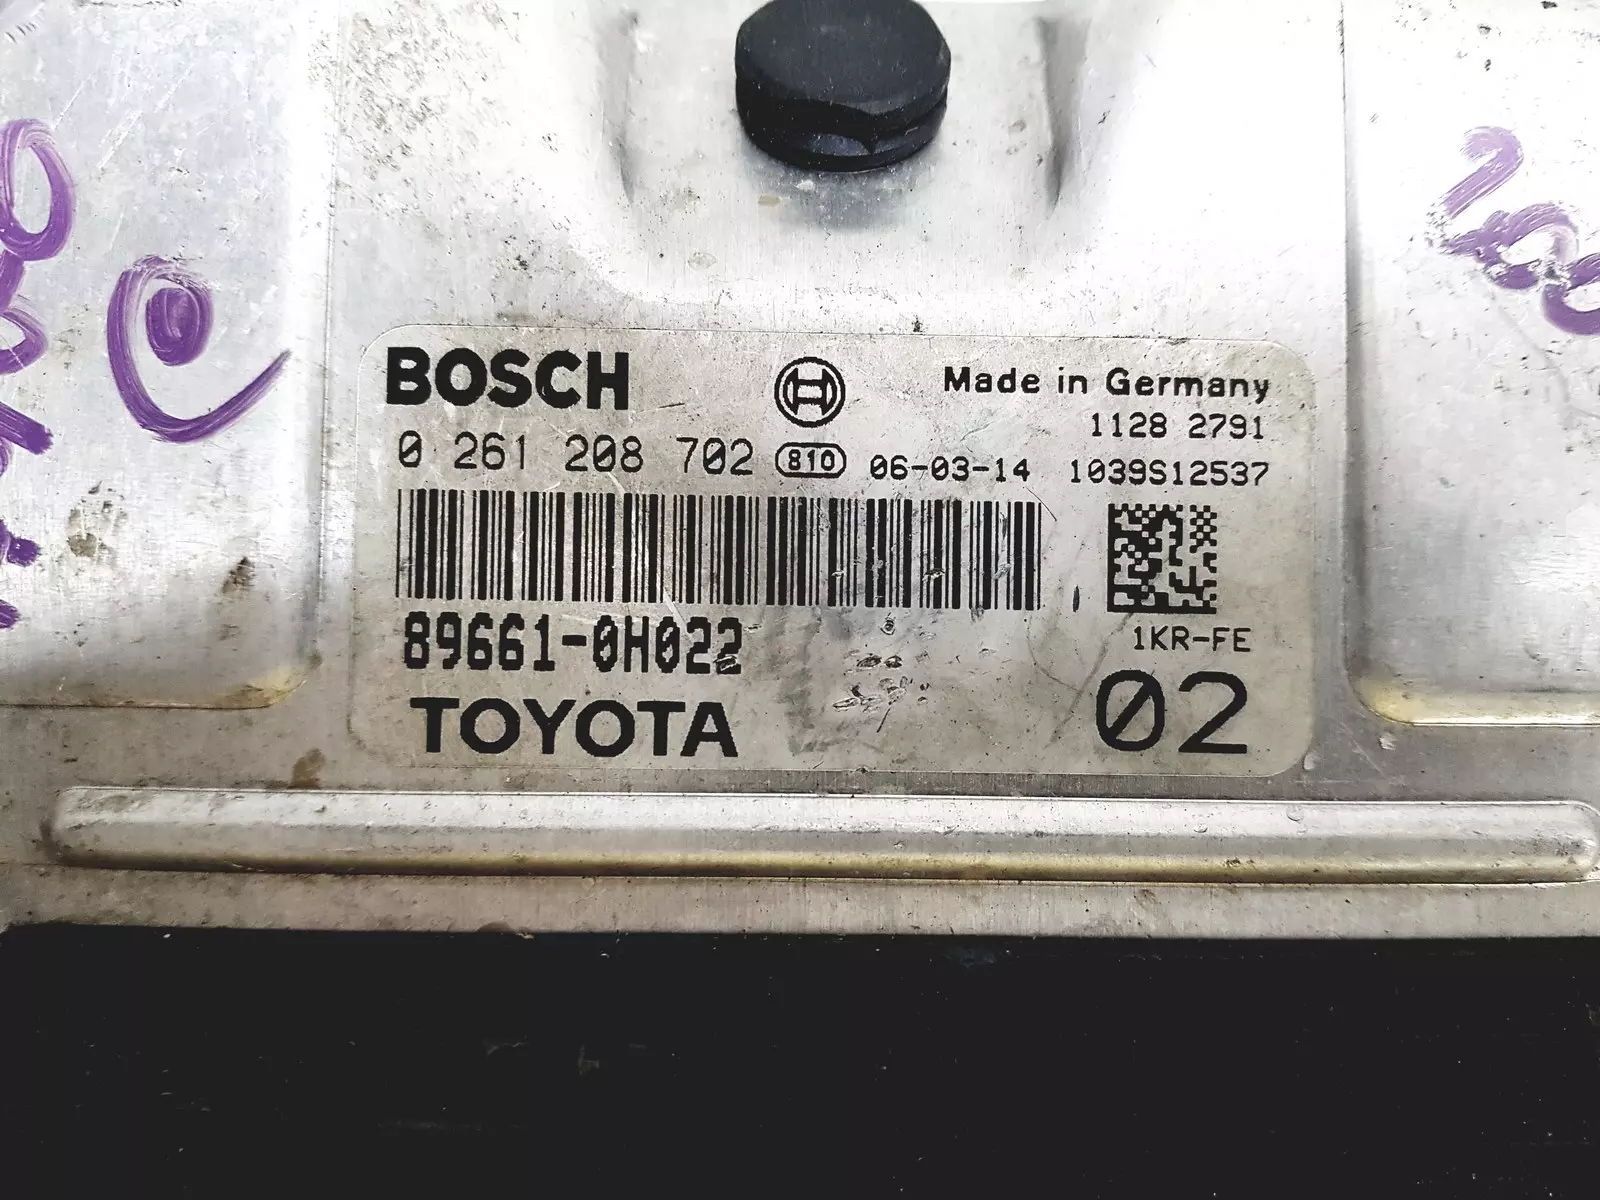 BOSCH
Made in Germany
1128 2791
0 261 208 702 810 06-03-14 1039S12537
89661-0H022
1KR-FE
TOYOTA
02